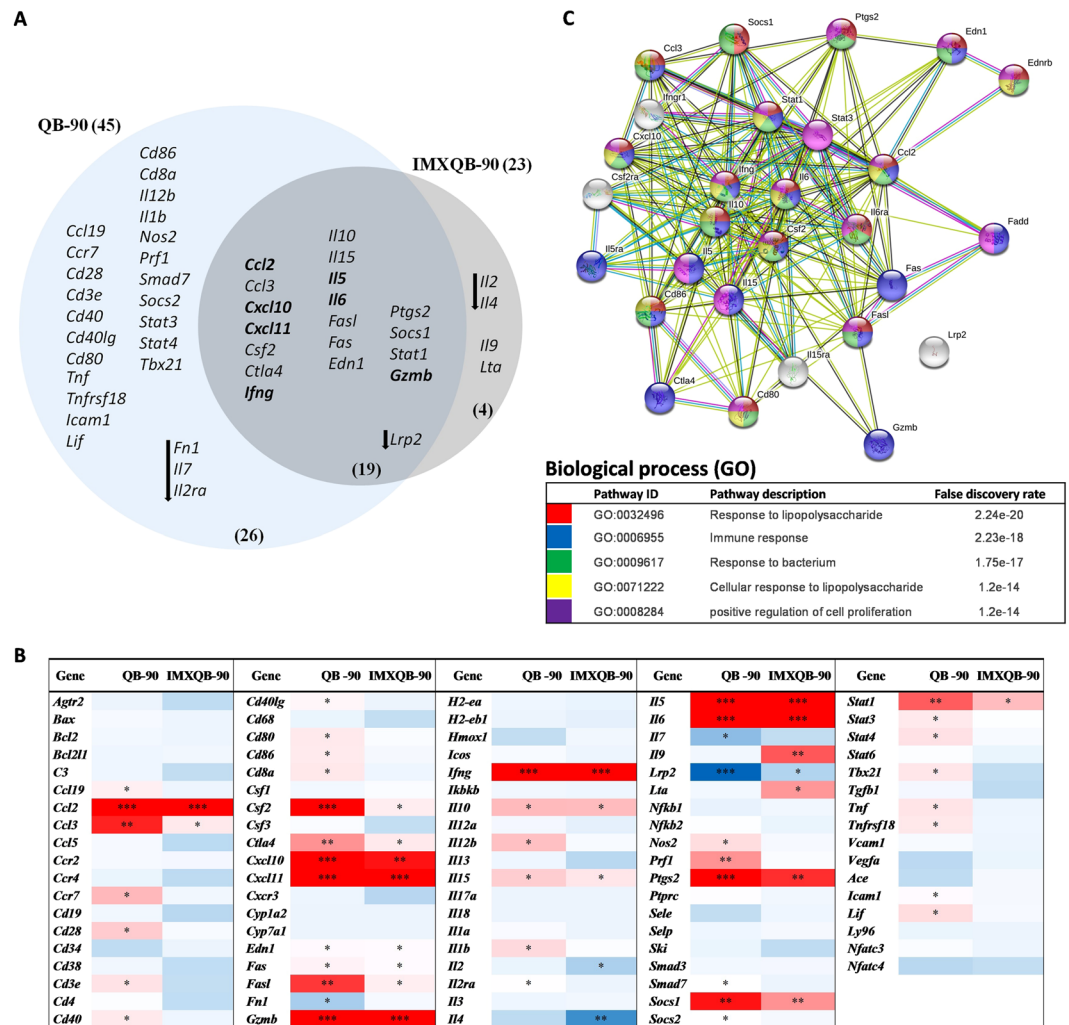 A
QB-90 (45)
IMXQB-90 (23)
Cd86
Cd8a
Il12b
Il1b
Nos2
Prf1
Smad7
Socs2
Stat3
Stat4
Tbx21
Ccl19
Ccr7
Cd28
Cd3e
Cd40
Cd40lg
Cd80
Tnf
Tnfrsf18
Icam1
Lif
Fn1
Il7
Il2ra
(26)
Ccl2
Ccl3
Cxcl10
Cxcl11
Csf2
Ctla4
Ifng
Il10
Il15
Il5
Il6
Fasl
Fas
Edn1
Ptgs2
Socs1
Stat1
Gzmb
Lrp2
(19)
Il2
Il4
Il9
Lta
(4)
C
Socs1
Ptgs2
Edn1
Ednrb
Ccl3
Ifngr1
Stat1
Stat3
Cxcl10
Ccl2
Csf2ra
Ifng
Il6
Il10
Il6ra
Csf2
Fadd
Il5ra
Il5
Fas
Cd86
Il15
Fasl
Lrp2
Il15ra
Ctla4
Cd80
Gzmb
Biological process (GO)
Pathway ID Pathway description False discovery rate
GO:0032496 Response to lipopolysaccharide 2.24e-20
GO:0006955 Immune response 2.23e-18
GO:0009617 Response to bacterium 1.75e-17
GO:0071222 Cellular response to lipopolysaccharide 1.2e-14
GO:0008284 positive regulation of cell proliferation 1.2e-14
B
Gene QB-90 IMXQB-90 Gene QB -90 IMXQB-90 Gene QB -90 IMXQB-90 Gene QB -90 IMXQB-90 Gene QB -90 IMXQB-90
Agtr2 Cd40lg * H2-ea Il5 *** *** Stat1 ** *
Bax Cd68 H2-eb1 Il6 *** *** Stat3 *
Bcl2 Cd80 * Hmox1 Il7 * Stat4 *
Bcl2l1 Cd86 * Icos Il9 ** Stat6
C3 Cd8a * Ifng *** *** Lrp2 *** * Tbx21 *
Ccl19 * Csf1 Ikbkb Lta * Tgfb1
Ccl2 *** *** Csf2 *** * Il10 * * Nfkb1 Tnf *
Ccl3 ** * Csf3 Il12a Nfkb2 Tnfrsf18 *
Ccl5 Ctla4 ** * Il12b * Nos2 * Vcam1
Ccr2 Cxcl10 *** ** Il13 Prf1 ** Vegfa
Ccr4 Cxcl11 *** *** Il15 * * Ptgs2 *** ** Ace
Ccr7 * Cxcr3 Il17a Ptprc Icam1 *
Cd19 Cyp1a2 Il18 Sele Lif *
Cd28 * Cyp7a1 Il1a Selp Ly96
Cd34 Edn1 * * Il1b * Ski Nfatc3
Cd38 Fas * * Il2 * Smad3 Nfatc4
Cd3e * Fasl ** * Il2ra * Smad7 *
Cd4 Fn1 * Il3 Socs1 ** **
Cd40 * Gzmb *** *** Il4 ** Socs2 *